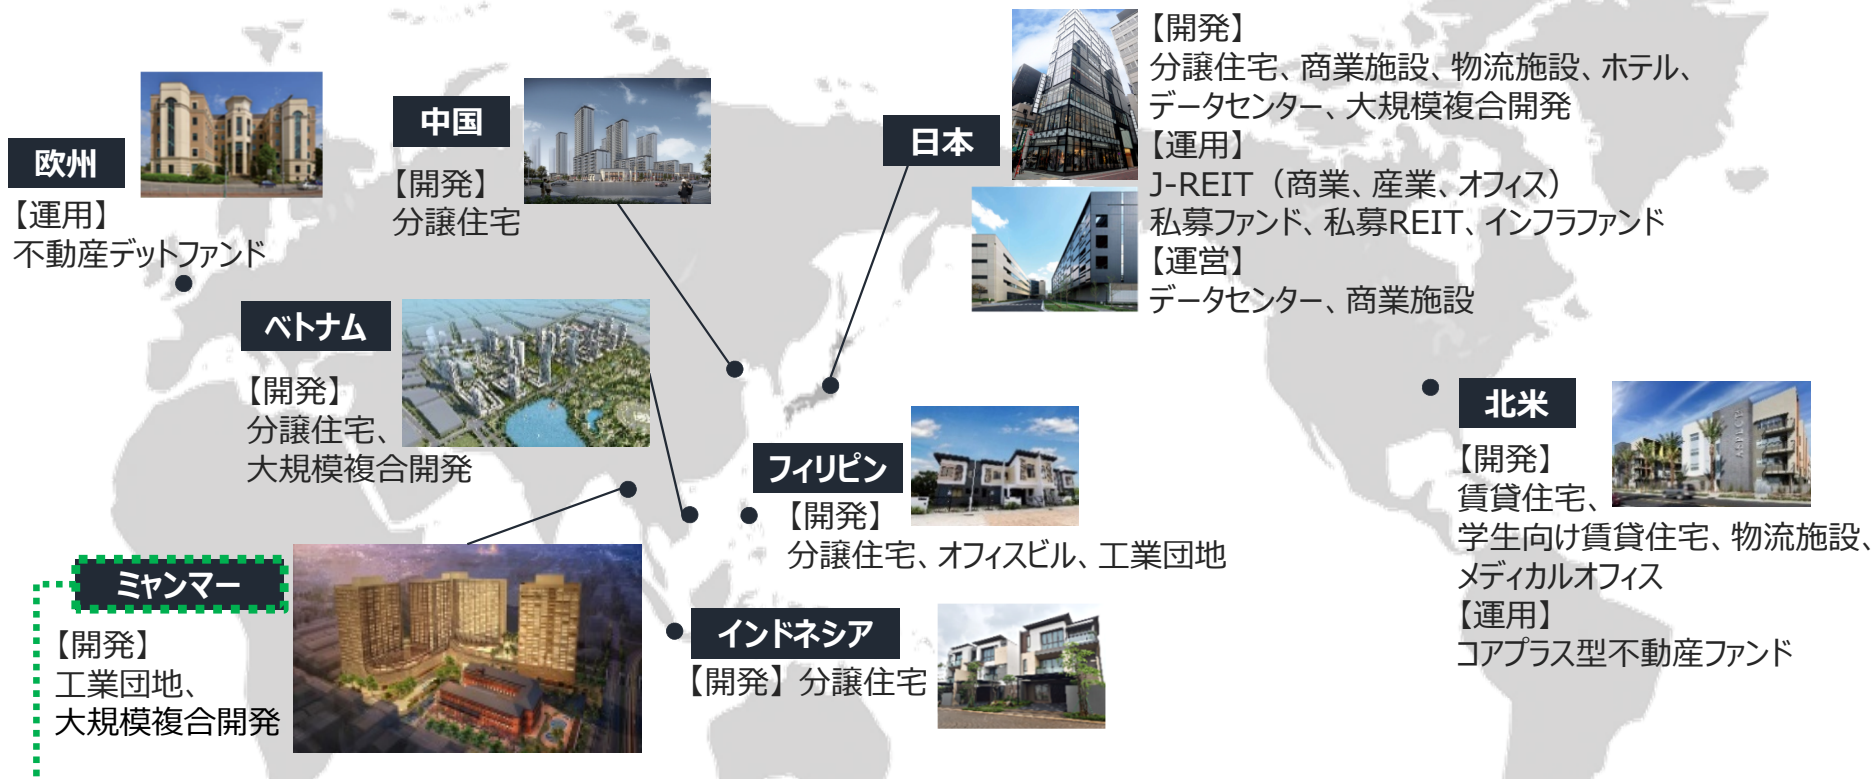 欧州
【運用】
不動産デットファンド
中国
【開発】
分譲住宅
日本
【開発】
分譲住宅、商業施設、物流施設、ホテル、
データセンター、大規模複合開発
【運用】
J-REIT（商業、産業、オフィス）
私募ファンド、私募REIT、インフラファンド
【運営】
データセンター、商業施設
ベトナム
【開発】
分譲住宅、
大規模複合開発
フィリピン
【開発】
分譲住宅、オフィスビル、工業団地
北米
【開発】
賃貸住宅、
学生向け賃貸住宅、物流施設、
メディカルオフィス
【運用】
コアプラス型不動産ファンド
ミャンマー
【開発】
工業団地、
大規模複合開発
インドネシア
【開発】分譲住宅